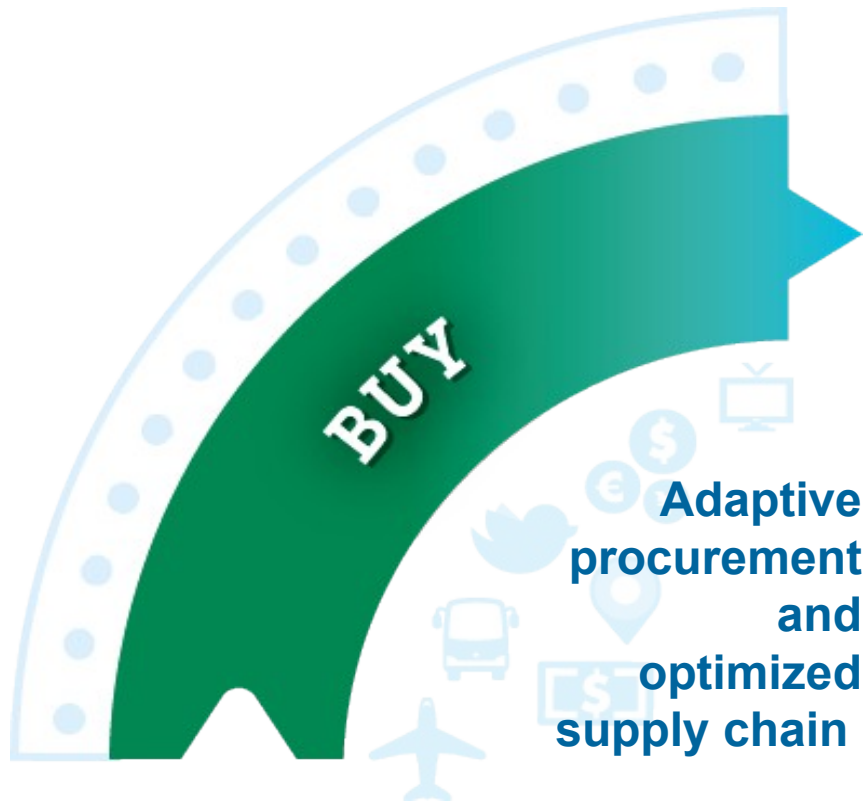 BUY
Adaptive
procurement
and
optimized
supply chain
$
€
$